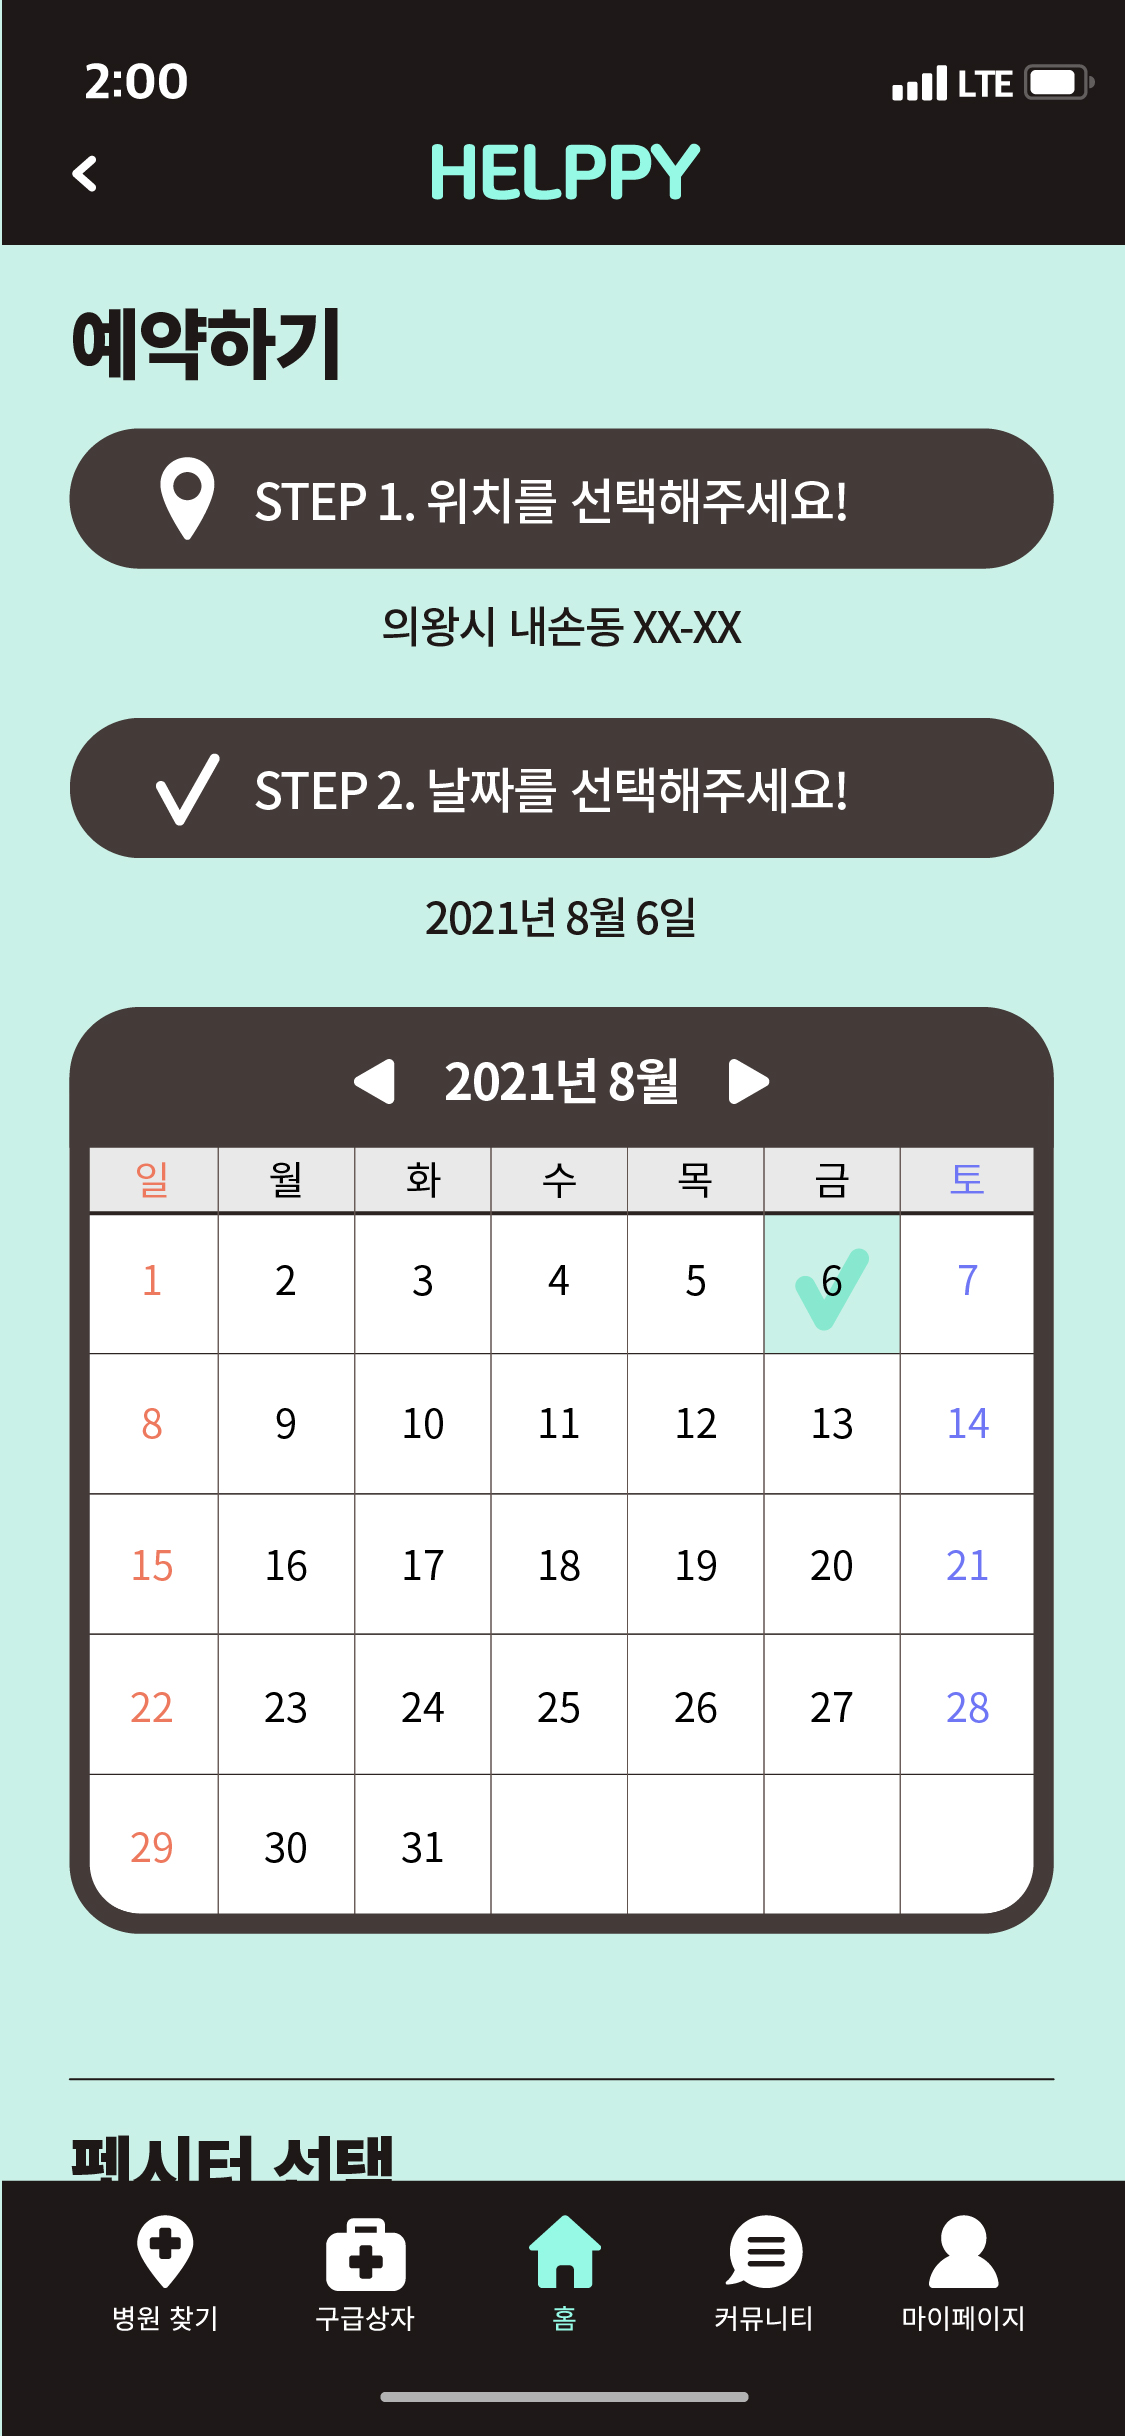 2:00
LTE
HELPPY
예약하기
STEP 1. 위치를 선택해주세요!
의왕시 내손동 XX-XX
STEP 2. 날짜를 선택해주세요!
2021년 8월 6일
2021년 8월
일 월 화 수 목 금 토
1 2 3 4 5 6 7
8 9 10 11 12 13 14
15 16 17 18 19 20 21
22 23 24 25 26 27 28
29 30 31
펫시터 선택
병원 찾기 구급상자 홈 커뮤니티 마이페이지